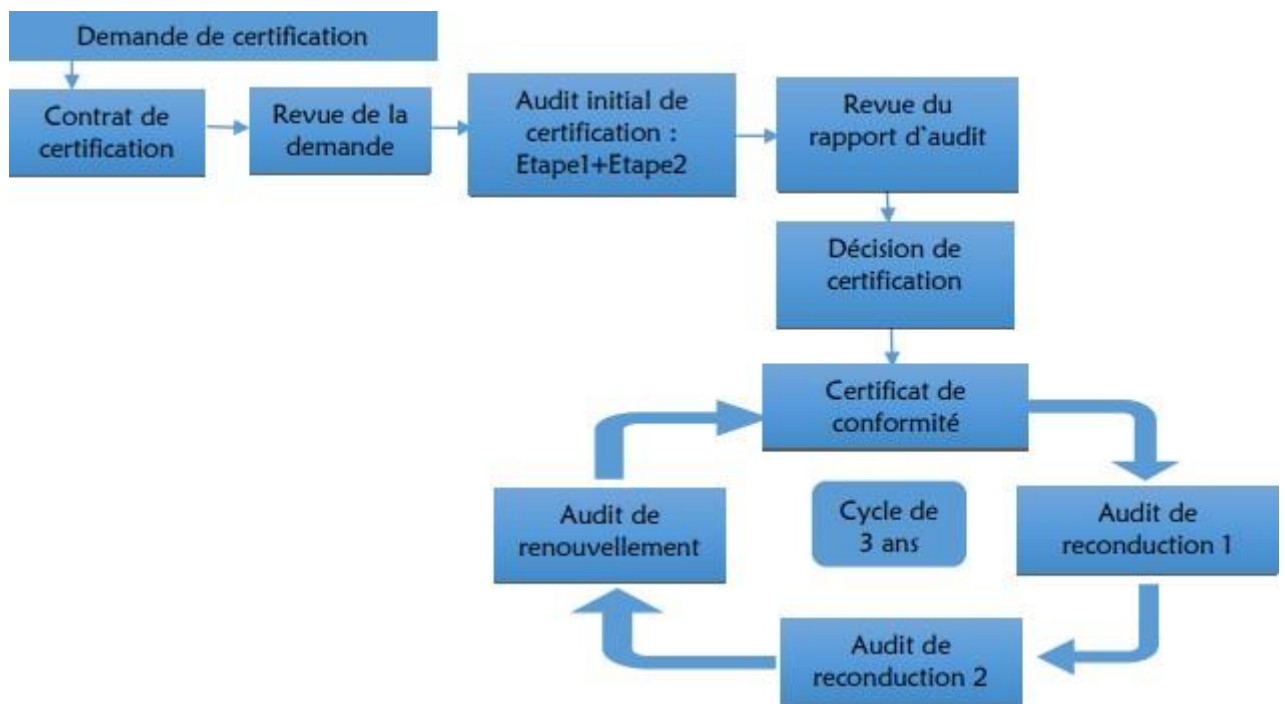 Demande de certification
Contrat de
certification
Revue de la
demande
Audit initial de
certification :
Etape1+Etape2
Revue du
rapport d'audit
Décision de
certification
Certificat de
conformité
Audit de
renouvellement
Cycle de
3 ans
Audit de
reconduction 1
Audit de
reconduction 2